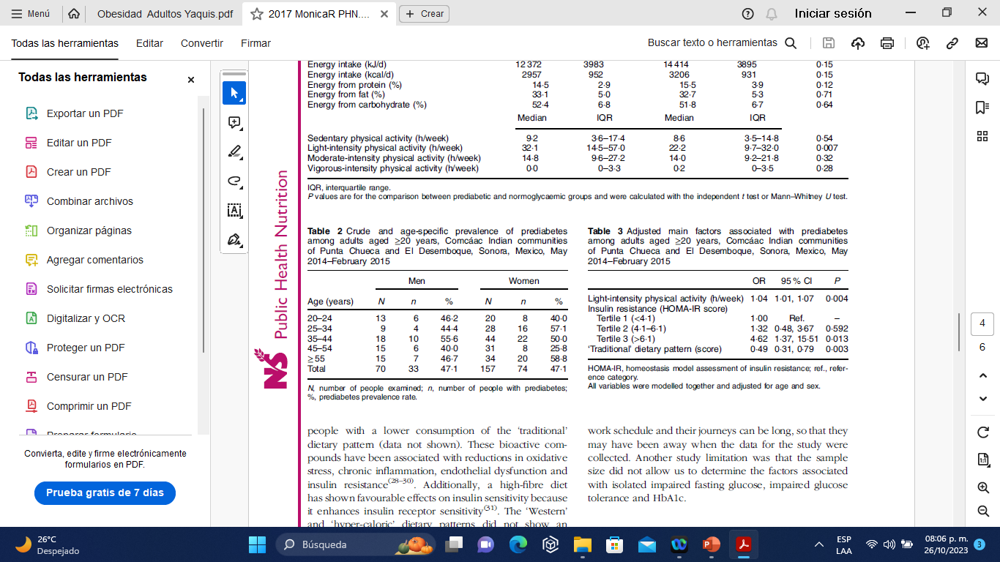 Menú
Obesidad Adultos Yaquis.pdf
2017 MonicaR PHN....
Crear
Iniciar sesión
Todas las herramientas
Editar
Convertir
Firmar
Buscar texto o herramientas
Todas las herramientas
Exportar un PDF
Editar un PDF
Crear un PDF
Combinar archivos
Organizar páginas
Agregar comentarios
Solicitar firmas electrónicas
Digitalizar y OCR
Proteger un PDF
Censurar un PDF
Comprimir un PDF
Preparar formulario
Convierta, edite y firme electrónicamente
formularios en PDF.
Prueba gratis de 7 días
Public Health Nutrition
Energy intake (kJ/d) 12 372 3983 14 414 3895 0·15
Energy intake (kcal/d) 2957 952 3206 931 0·15
Energy from protein (%) 14·5 2·9 15·5 3·9 0·12
Energy from fat (%) 33·1 5·0 32·7 5·3 0·71
Energy from carbohydrate (%) 52·4 6·8 51·8 6·7 0·64
Median IQR Median IQR
Sedentary physical activity (h/week) 9·2 3·6–17·4 8·6 3·5–14·8 0·54
Light-intensity physical activity (h/week) 32·1 14·5–57·0 22·2 9·7–32·0 0·007
Moderate-intensity physical activity (h/week) 14·8 9·6–27·2 14·0 9·2–21·8 0·32
Vigorous-intensity physical activity (h/week) 0·0 0–3·3 0·2 0–3·5 0·28
IQR, interquartile range.
P values are for the comparison between prediabetic and normoglycaemic groups and were calculated with the independent t test or Mann–Whitney U test.
Table 2 Crude and age-specific prevalence of prediabetes
among adults aged ≥20 years, Comcáac Indian communities
of Punta Chueca and El Desemboque, Sonora, Mexico, May
2014–February 2015
Men Women
Age (years) N n % N n %
20–24 13 6 46·2 20 8 40·0
25–34 9 4 44·4 28 16 57·1
35–44 18 10 55·6 44 22 50·0
45–54 15 6 40·0 31 8 25·8
≥55 15 7 46·7 34 20 58·8
Total 70 33 47·1 157 74 47·1
N, number of people examined; n, number of people with prediabetes;
%, prediabetes prevalence rate.
people with a lower consumption of the ‘traditional’
dietary pattern (data not shown). These bioactive com-
pounds have been associated with reductions in oxidative
stress, chronic inflammation, endothelial dysfunction and
insulin resistance(28–30). Additionally, a high-fibre diet
has shown favourable effects on insulin sensitivity because
it enhances insulin receptor sensitivity(31). The ‘Western’
and ‘hyper-caloric’ dietary patterns did not show an
Table 3 Adjusted main factors associated with prediabetes
among adults aged ≥20 years, Comcáac Indian communities
of Punta Chueca and El Desemboque, Sonora, Mexico, May
2014–February 2015
OR 95 % CI P
Light-intensity physical activity (h/week) 1·04 1·01, 1·07 0·004
Insulin resistance (HOMA-IR score)
Tertile 1 (<4·1) 1·00 Ref. –
Tertile 2 (4·1–6·1) 1·32 0·48, 3·67 0·592
Tertile 3 (>6·1) 4·62 1·37, 15·51 0·013
‘Traditional’ dietary pattern (score) 0·49 0·31, 0·79 0·003
HOMA-IR, homeostasis model assessment of insulin resistance; ref., refer-
ence category.
All variables were modelled together and adjusted for age and sex.
work schedule and their journeys can be long, so that they
may have been away when the data for the study were
collected. Another study limitation was that the sample
size did not allow us to determine the factors associated
with isolated impaired fasting glucose, impaired glucose
tolerance and HbA1c.
4
6
26°C
Despejado
Búsqueda
ESP
LAA
08:06 p. m.
26/10/2023
3